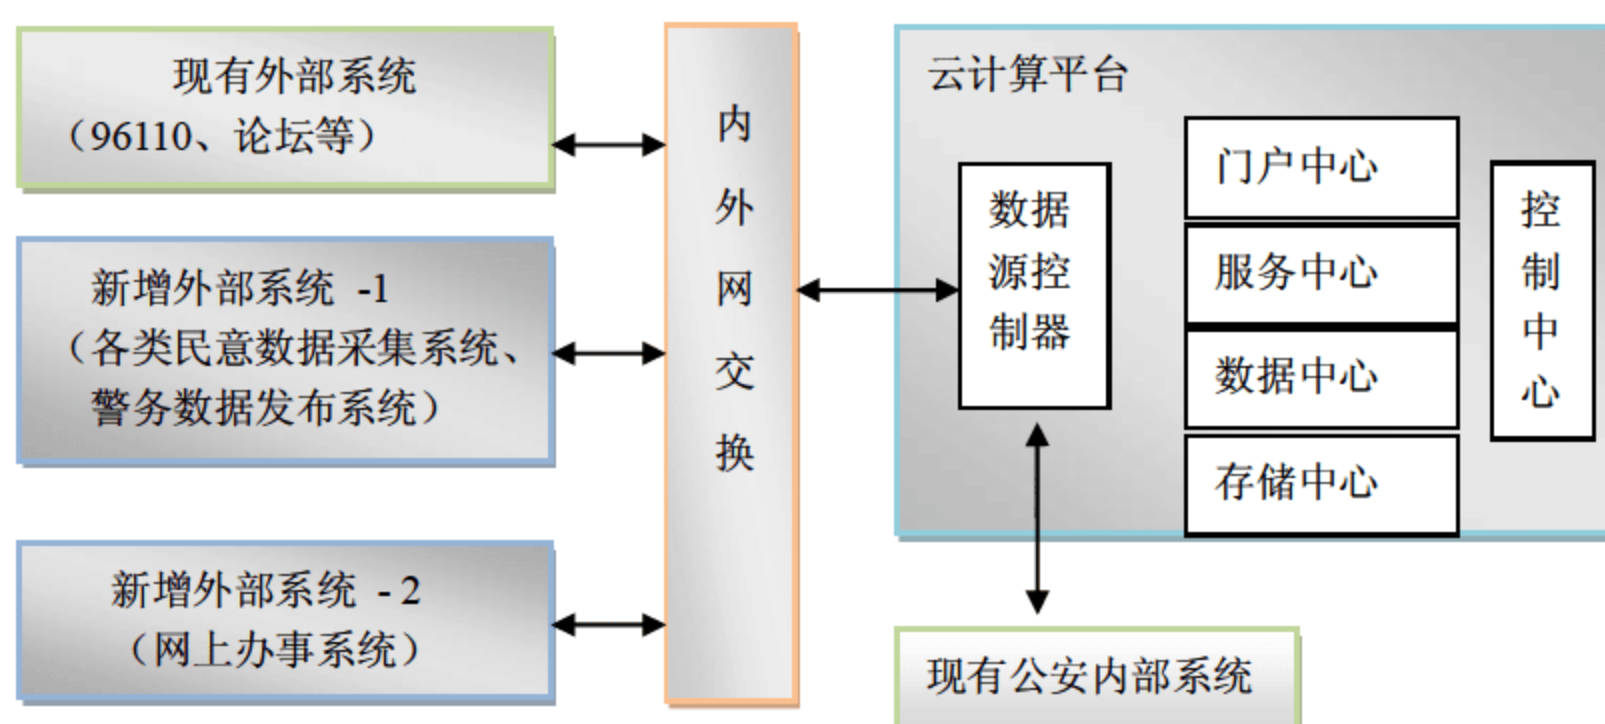 现有外部系统
（96110、论坛等）
新增外部系统 -1
（各类民意数据采集系统、
警务数据发布系统）
新增外部系统 - 2
（网上办事系统）
内
外
网
交
换
云计算平台
数据
源控
制器
门户中心
服务中心
数据中心
存储中心
控
制
中
心
现有公安内部系统